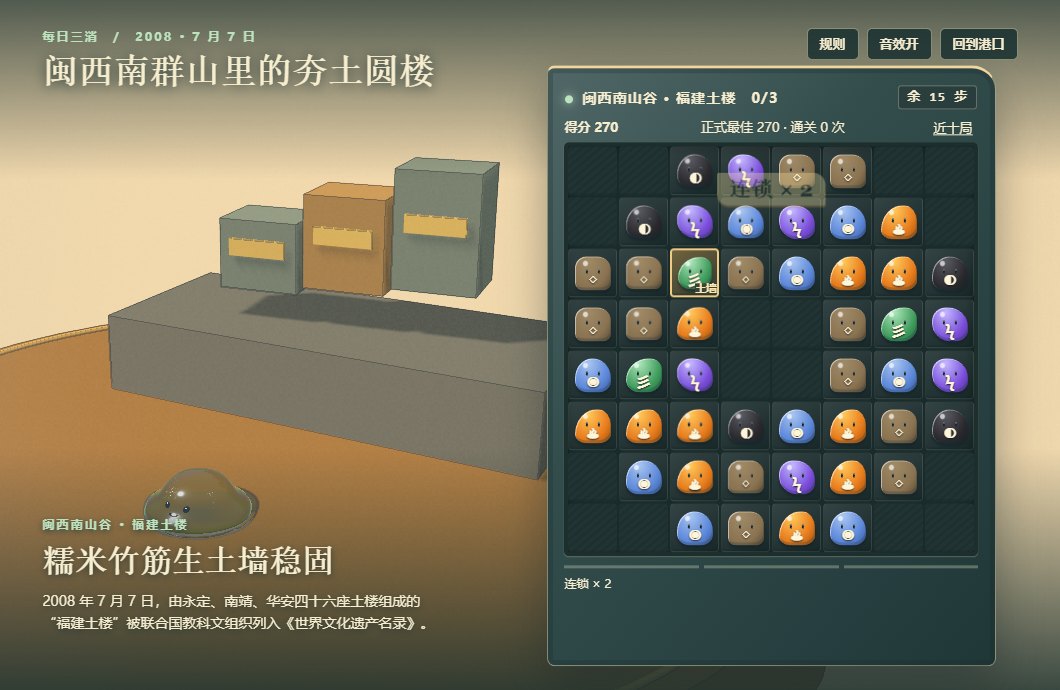 每日三消 / 2008・7 月 7 日
闽西南群山里的夯土圆楼
规则
音效开
回到港口
闽西南山谷・福建土楼 0/3
余 15 步
得分 270
正式最佳 270 · 通关 0 次
近十局
连锁 × 2
土墙
连锁 × 2
闽西南山谷・福建土楼
糯米竹筋生土墙稳固
2008 年 7 月 7 日，由永定、南靖、华安四十六座土楼组成的
“福建土楼”被联合国教科文组织列入《世界文化遗产名录》。